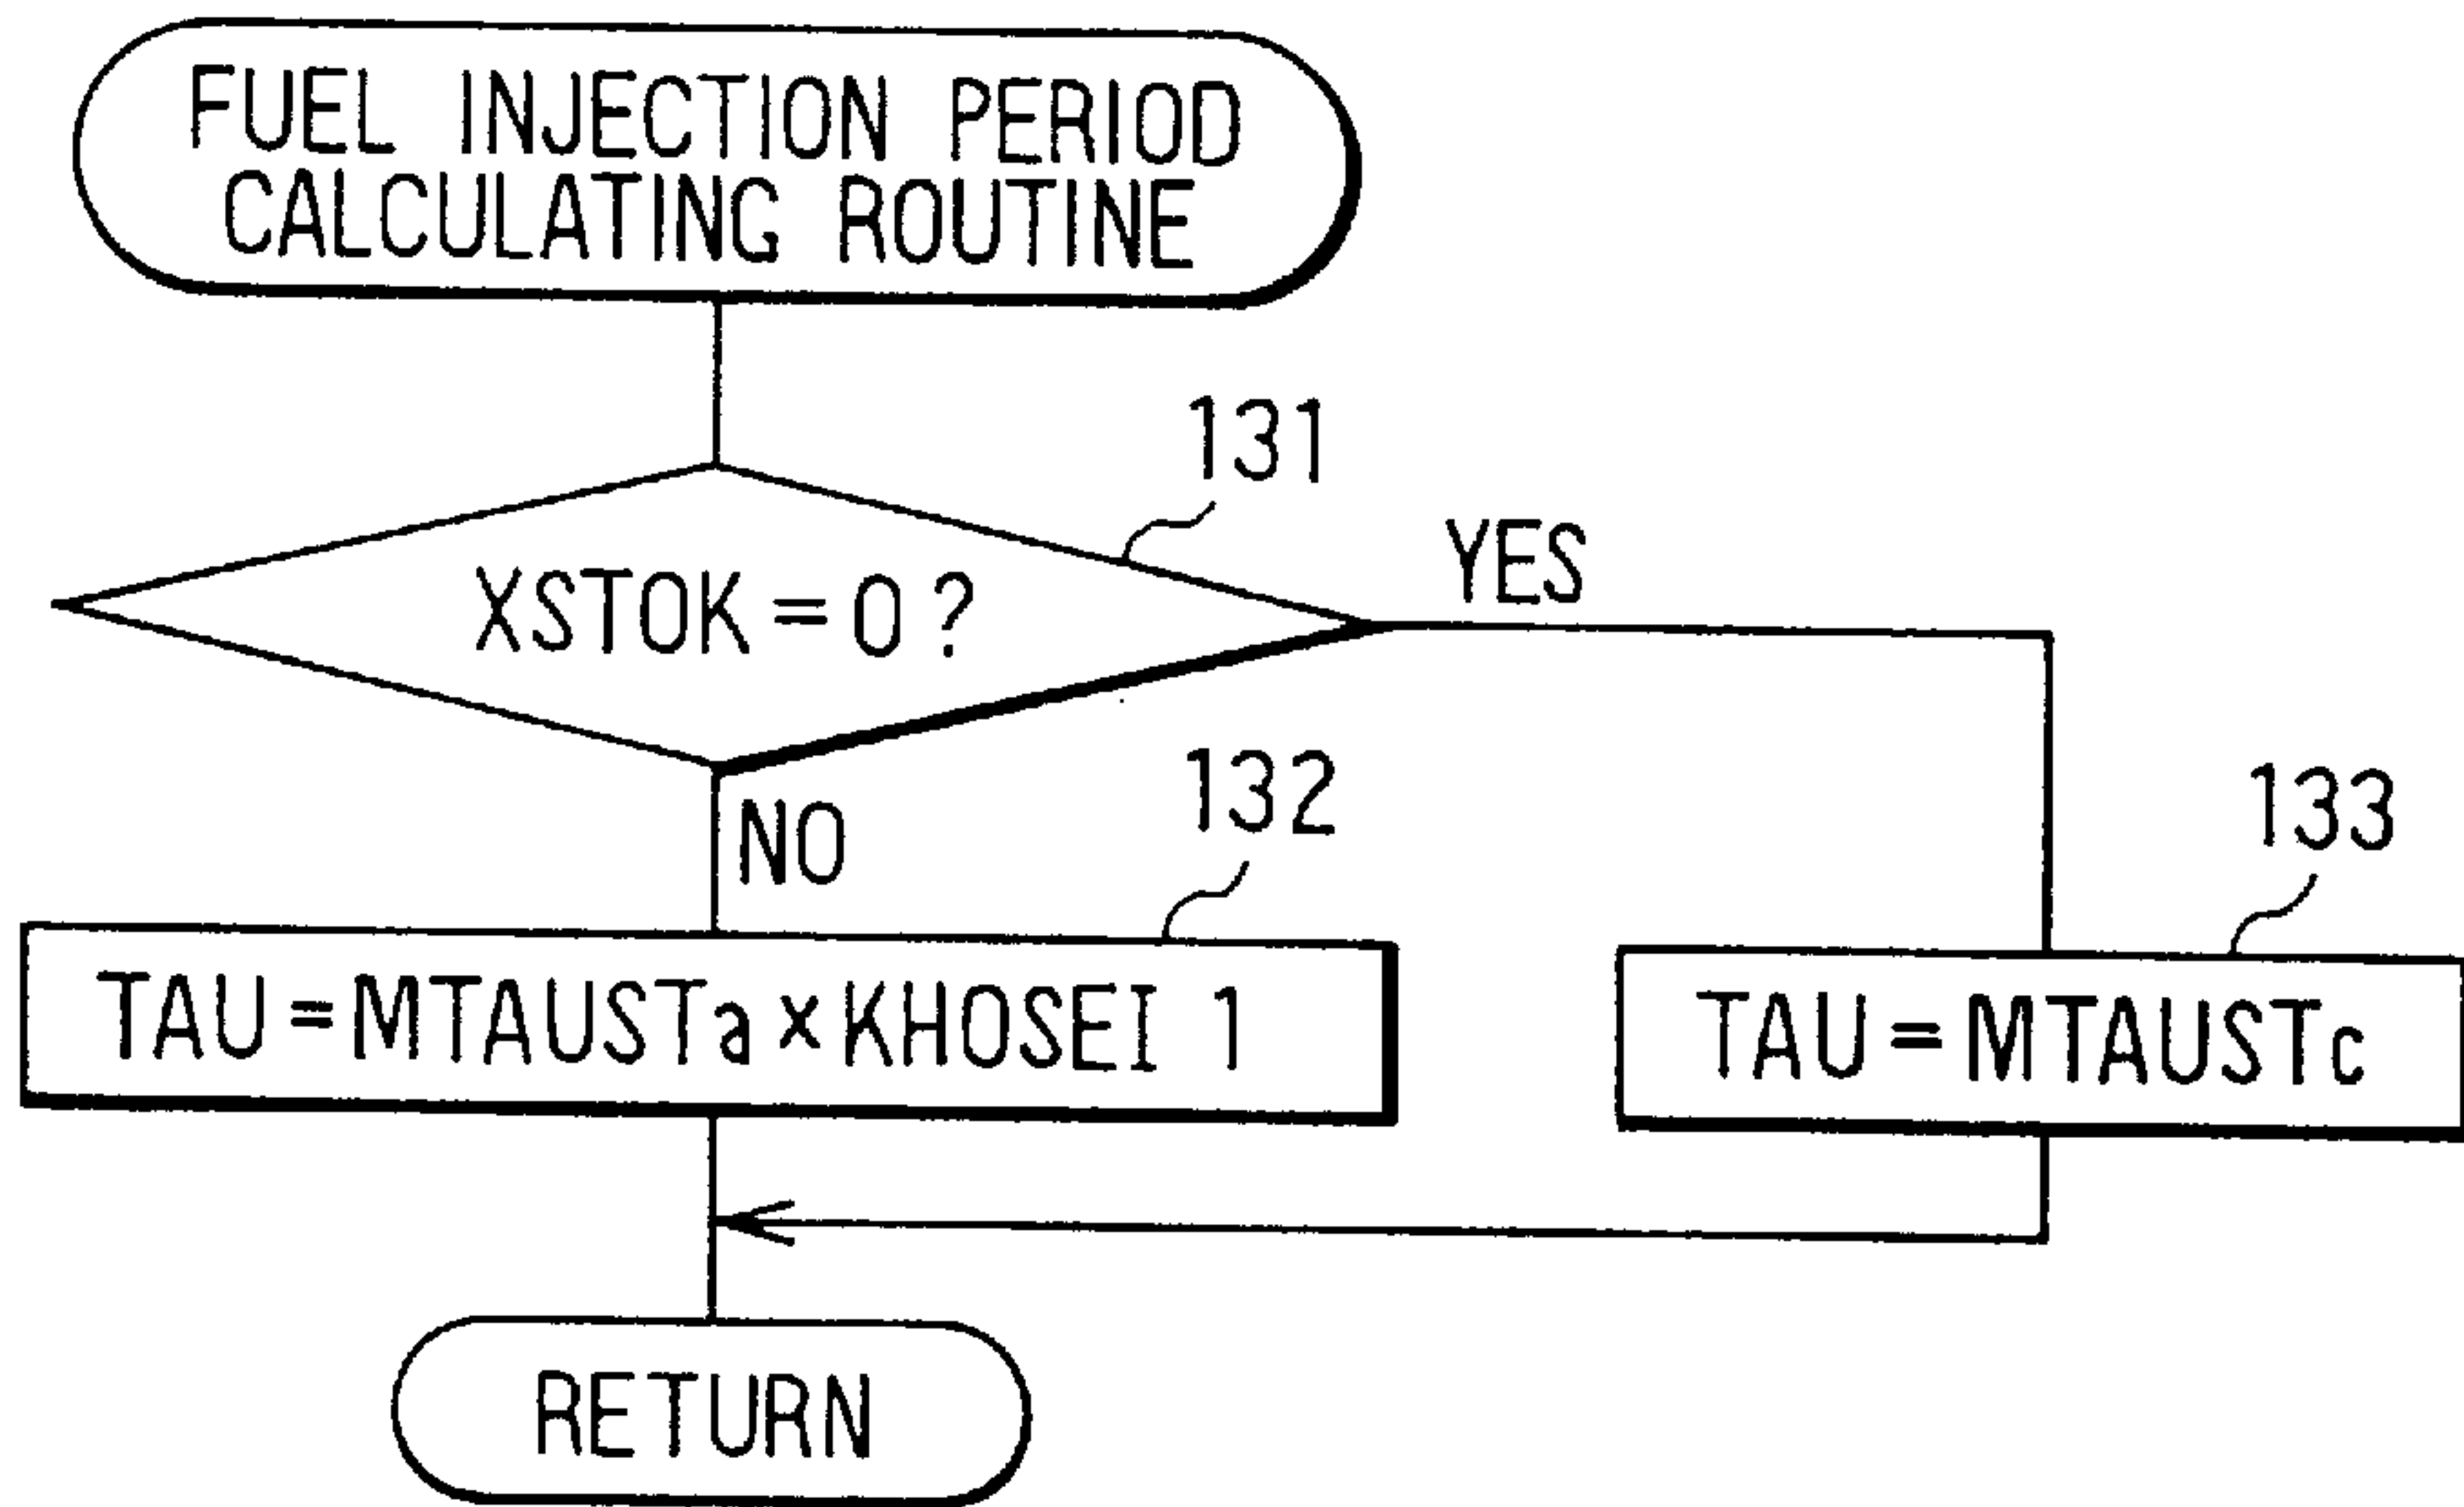 FUEL INJECTION PERIOD
CALCULATING ROUTINE
131
XSTOK=0?
YES
NO
132
TAU=MTAUSTa×KHOSEI 1
133
TAU=MTAUSTc
RETURN